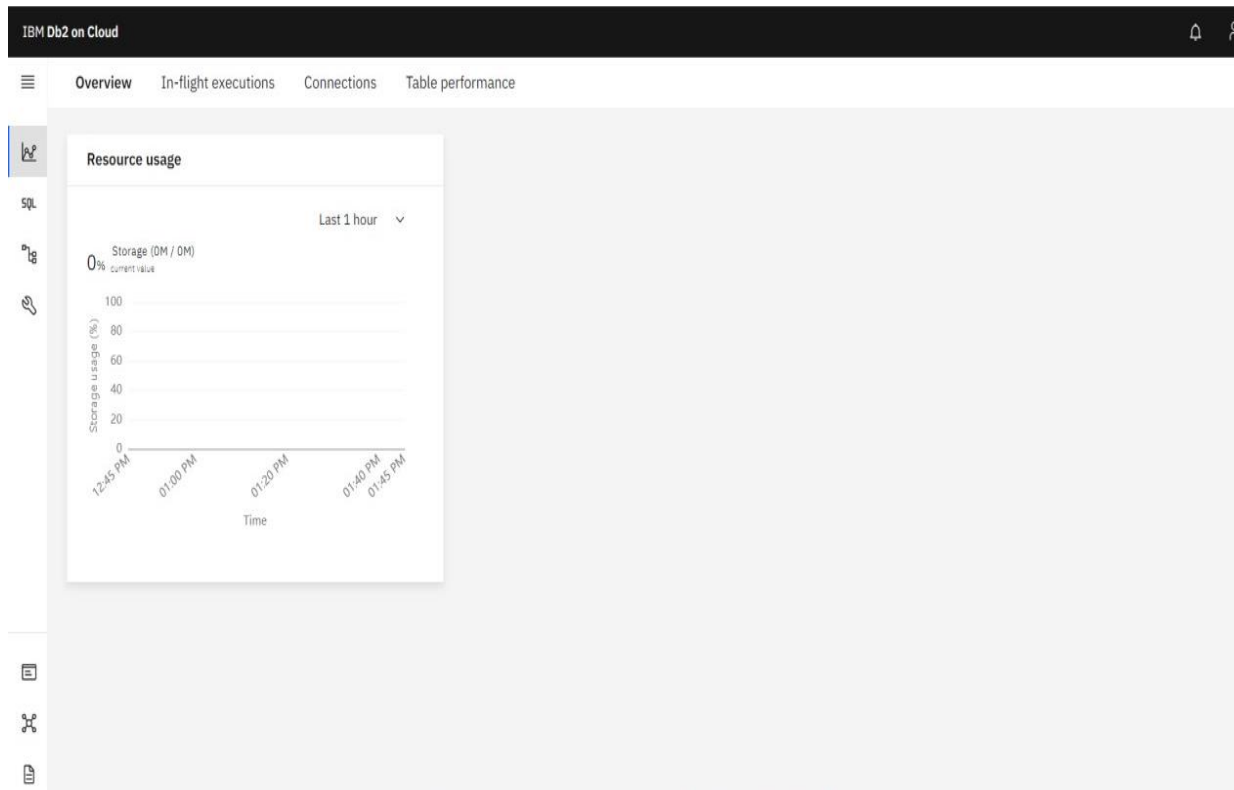 IBM Db2 on Cloud
Overview In-flight executions Connections Table performance
Resource usage
SQL
Last 1 hour
0% Storage (0M / 0M)
current value
100
80
60
40
20
0
Storage usage (%)
12:45 PM 01:00 PM 01:20 PM 01:40 PM 01:45 PM
Time